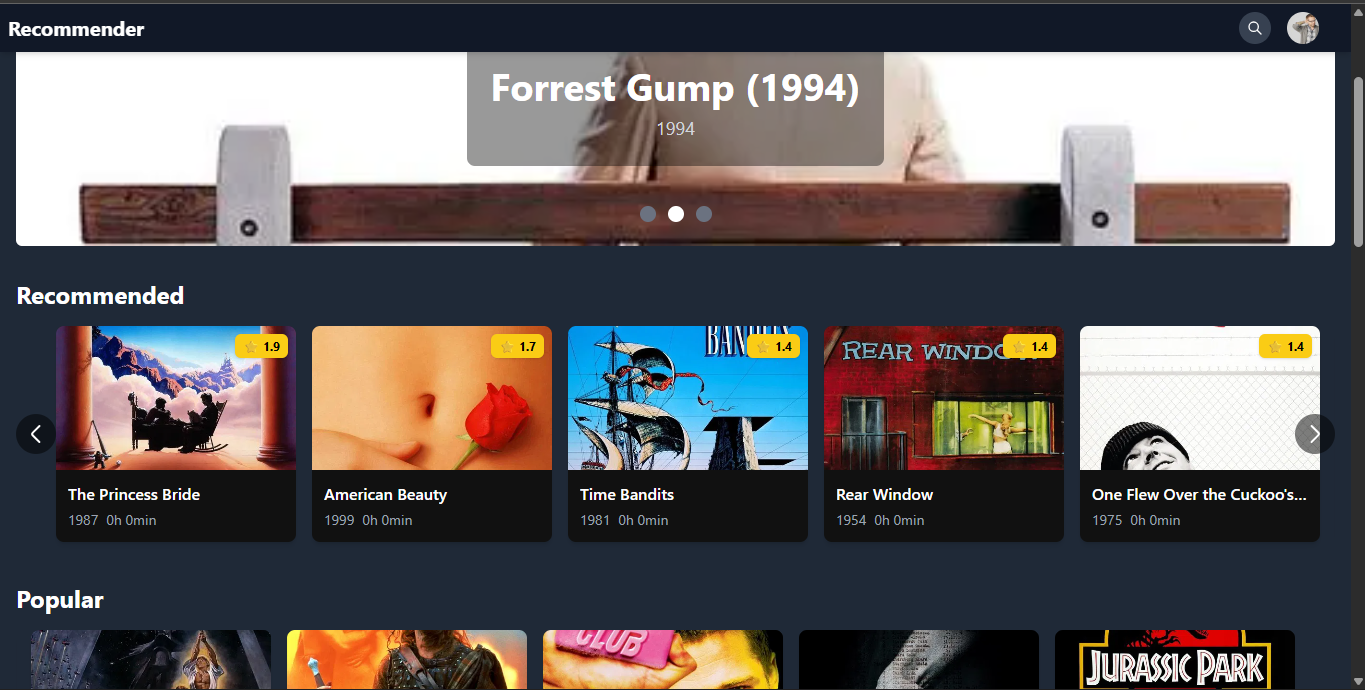 Recommender
Forrest Gump (1994)
1994
Recommended
1.9
1.7
BANDITS
1.4
REAR WINDO
1.4
1.4
The Princess Bride
1987 0h 0min
American Beauty
1999 0h 0min
Time Bandits
1981 0h 0min
Rear Window
1954 0h 0min
One Flew Over the Cuckoo's...
1975 0h 0min
Popular
CLUB
JURASSIC PARK